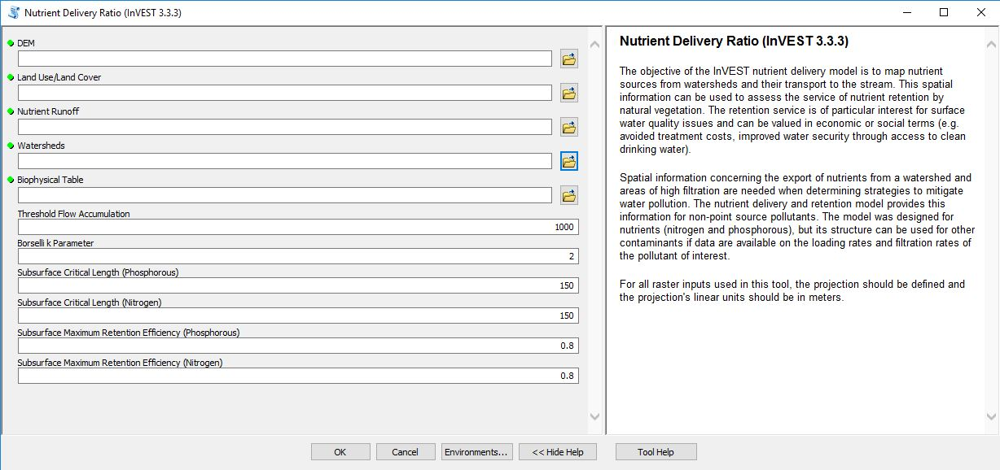 Nutrient Delivery Ratio (InVEST 3.3.3)
DEM
Land Use/Land Cover
Nutrient Runoff
Watersheds
Biophysical Table
Threshold Flow Accumulation
1000
Borselli k Parameter
2
Subsurface Critical Length (Phosphorous)
150
Subsurface Critical Length (Nitrogen)
150
Subsurface Maximum Retention Efficiency (Phosphorous)
0.8
Subsurface Maximum Retention Efficiency (Nitrogen)
0.8
Nutrient Delivery Ratio (InVEST 3.3.3)
The objective of the InVEST nutrient delivery model is to map nutrient
sources from watersheds and their transport to the stream. This spatial
information can be used to assess the service of nutrient retention by
natural vegetation. The retention service is of particular interest for surface
water quality issues and can be valued in economic or social terms (e.g.
avoided treatment costs, improved water security through access to clean
drinking water).
Spatial information concerning the export of nutrients from a watershed and
areas of high filtration are needed when determining strategies to mitigate
water pollution. The nutrient delivery and retention model provides this
information for non-point source pollutants. The model was designed for
nutrients (nitrogen and phosphorous), but its structure can be used for other
contaminants if data are available on the loading rates and filtration rates of
the pollutant of interest.
For all raster inputs used in this tool, the projection should be defined and
the projection's linear units should be in meters.
OK
Cancel
Environments...
<< Hide Help
Tool Help